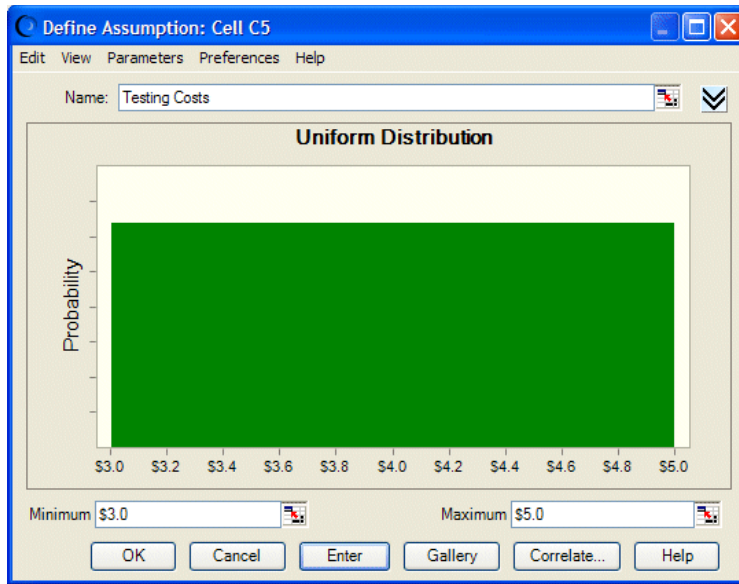 Define Assumption: Cell C5
Edit View Parameters Preferences Help
Name: Testing Costs
Uniform Distribution
Probability
$3.0 $3.2 $3.4 $3.6 $3.8 $4.0 $4.2 $4.4 $4.6 $4.8 $5.0
Minimum $3.0 Maximum $5.0
OK Cancel Enter Gallery Correlate... Help